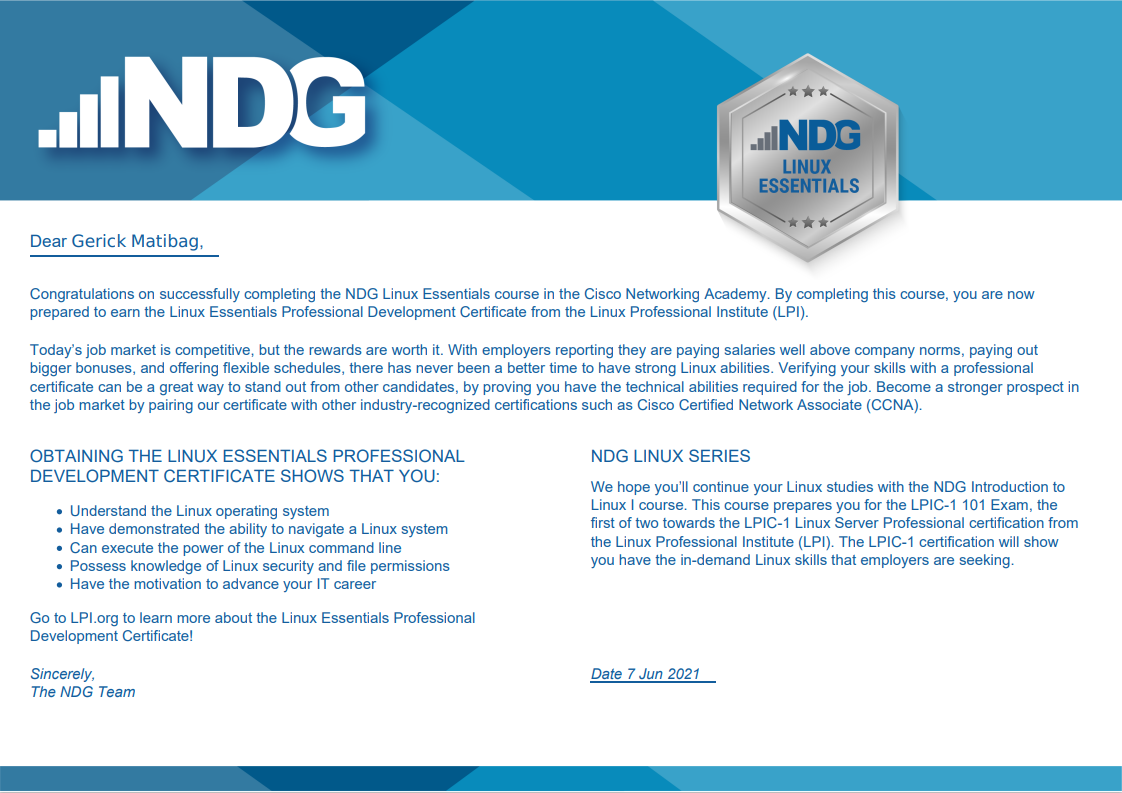 NDG
NDG
LINUX
ESSENTIALS
Dear Gerick Matibag,
Congratulations on successfully completing the NDG Linux Essentials course in the Cisco Networking Academy. By completing this course, you are now
prepared to earn the Linux Essentials Professional Development Certificate from the Linux Professional Institute (LPI).
Today’s job market is competitive, but the rewards are worth it. With employers reporting they are paying salaries well above company norms, paying out
bigger bonuses, and offering flexible schedules, there has never been a better time to have strong Linux abilities. Verifying your skills with a professional
certificate can be a great way to stand out from other candidates, by proving you have the technical abilities required for the job. Become a stronger prospect in
the job market by pairing our certificate with other industry-recognized certifications such as Cisco Certified Network Associate (CCNA).
OBTAINING THE LINUX ESSENTIALS PROFESSIONAL
DEVELOPMENT CERTIFICATE SHOWS THAT YOU:
• Understand the Linux operating system
• Have demonstrated the ability to navigate a Linux system
• Can execute the power of the Linux command line
• Possess knowledge of Linux security and file permissions
• Have the motivation to advance your IT career
Go to LPI.org to learn more about the Linux Essentials Professional
Development Certificate!
Sincerely,
The NDG Team
NDG LINUX SERIES
We hope you’ll continue your Linux studies with the NDG Introduction to
Linux I course. This course prepares you for the LPIC-1 101 Exam, the
first of two towards the LPIC-1 Linux Server Professional certification from
the Linux Professional Institute (LPI). The LPIC-1 certification will show
you have the in-demand Linux skills that employers are seeking.
Date 7 Jun 2021